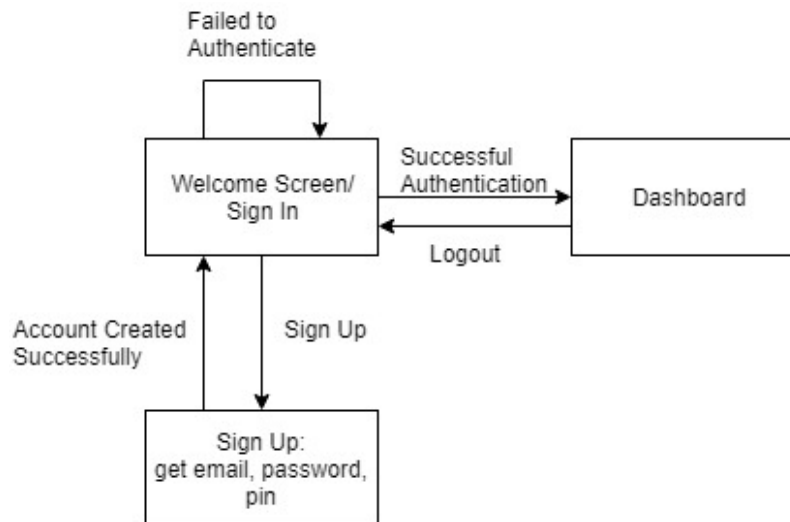 Failed to
Authenticate
Welcome Screen/
Sign In
Successful
Authentication
Dashboard
Logout
Account Created
Successfully
Sign Up
Sign Up:
get email, password,
pin